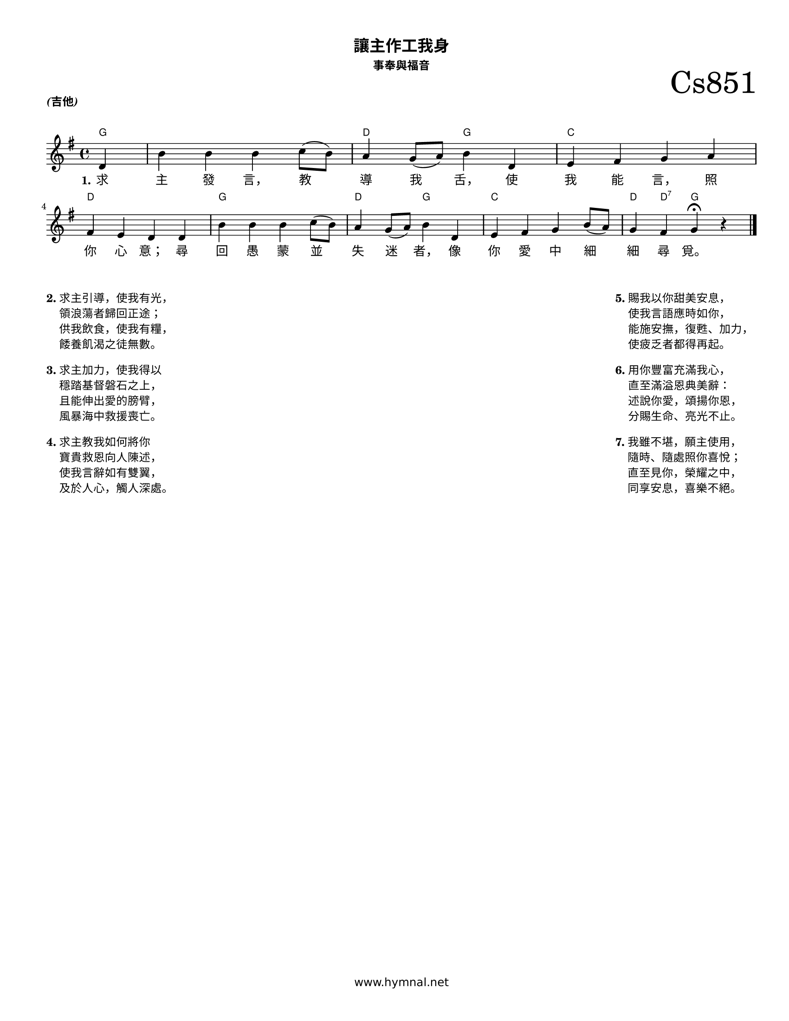 讓主作工我身
事奉與福音
Cs851
(吉他)
G D G C
1. 求 主 發 言， 教 導 我 舌， 使 我 能 言， 照
D G D G C D D7 G
4
你 心 意； 尋 回 愚 蒙 並 失 迷 者， 像 你 愛 中 細 細 尋 覓。
2. 求主引導，使我有光，
領浪蕩者歸回正途；
供我飲食，使我有糧，
餧養飢渴之徒無數。
3. 求主加力，使我得以
穩踏基督磐石之上，
且能伸出愛的膀臂，
風暴海中救援喪亡。
4. 求主教我如何將你
寶貴救恩向人陳述，
使我言辭如有雙翼，
及於人心，觸人深處。
5. 賜我以你甜美安息，
使我言語應時如你，
能施安撫，復甦、加力，
使疲乏者都得再起。
6. 用你豐富充滿我心，
直至滿溢恩典美辭：
述說你愛，頌揚你恩，
分賜生命、亮光不止。
7. 我雖不堪，願主使用，
隨時、隨處照你喜悅；
直至見你，榮耀之中，
同享安息，喜樂不絕。
www.hymnal.net